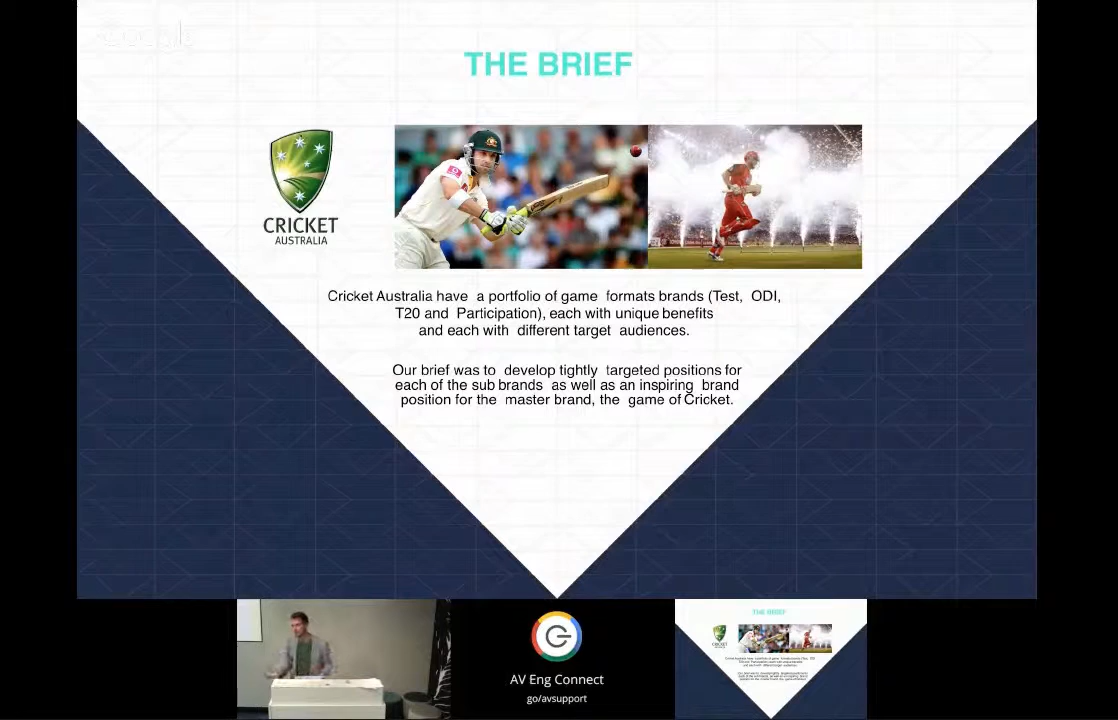 Google
THE BRIEF
CRICKET
AUSTRALIA
Cricket Australia have a portfolio of game formats brands (Test, ODI,
T20 and Participation), each with unique benefits
and each with different target audiences.
Our brief was to develop tightly targeted positions for
each of the sub brands as well as an inspiring brand
position for the master brand, the game of Cricket.
AV Eng Connect
go/avsupport
THE BRIEF